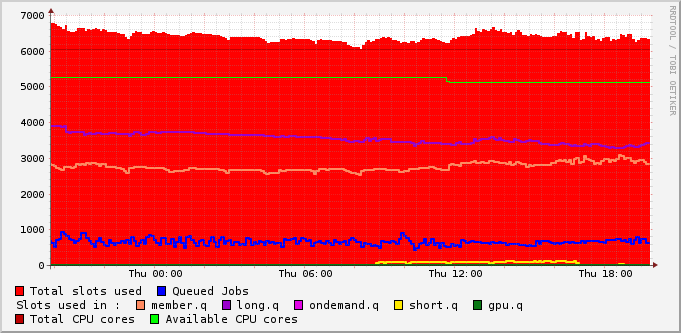 RRDTOOL / TOBI OETIKER
7000
6000
5000
4000
3000
2000
1000
0
Thu 00:00 Thu 06:00 Thu 12:00 Thu 18:00
Total slots used Queued Jobs
Slots used in : member.q long.q ondemand.q short.q gpu.q
Total CPU cores Available CPU cores